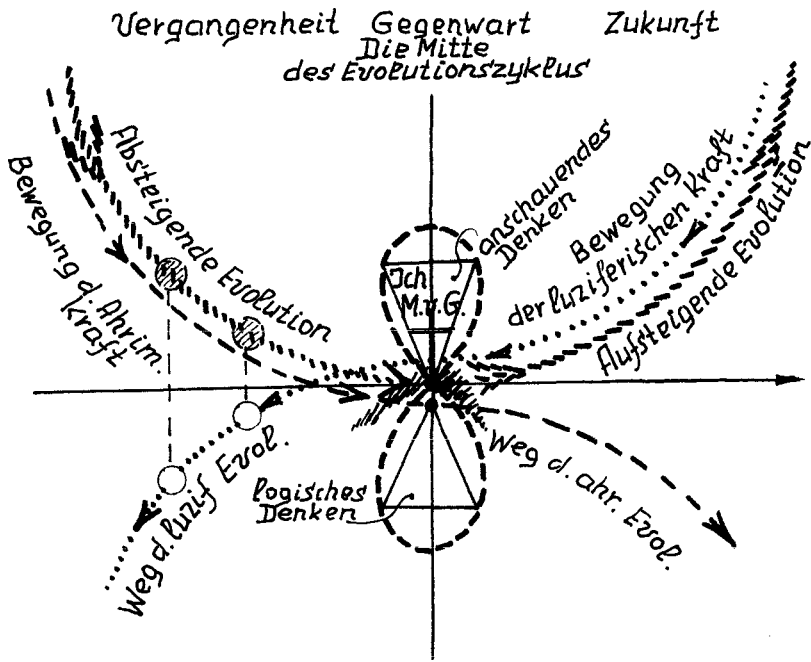 Vergangenheit Gegenwart Zukunft
Die Mitte
des Evolutionszyklus
Absteigende Evolution
Bewegung d. Ahrim.
Kraft
anschauendes
Denken
Bewegung
der luziferischen Kraft
Aufsteigende Evolution
Ich
M.v.G.
Weg d. luzif Evol.
logisches
Denken
Weg d. ahr. Evol.